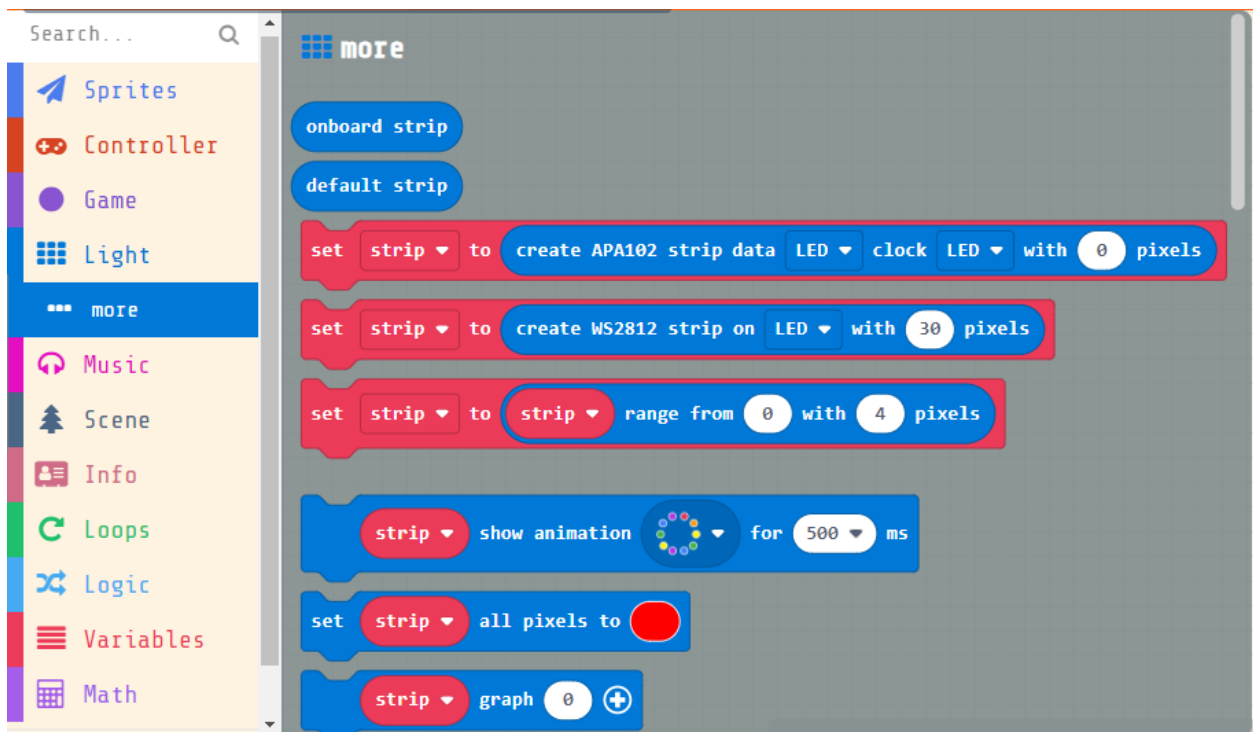 Search...
Sprites
Controller
Game
Light
more
Music
Scene
Info
Loops
Logic
Variables
Math
more
onboard strip
default strip
set strip to create APA102 strip data LED clock LED with 0 pixels
set strip to create WS2812 strip on LED with 30 pixels
set strip to strip range from 0 with 4 pixels
strip show animation for 500 ms
set strip all pixels to
strip graph 0